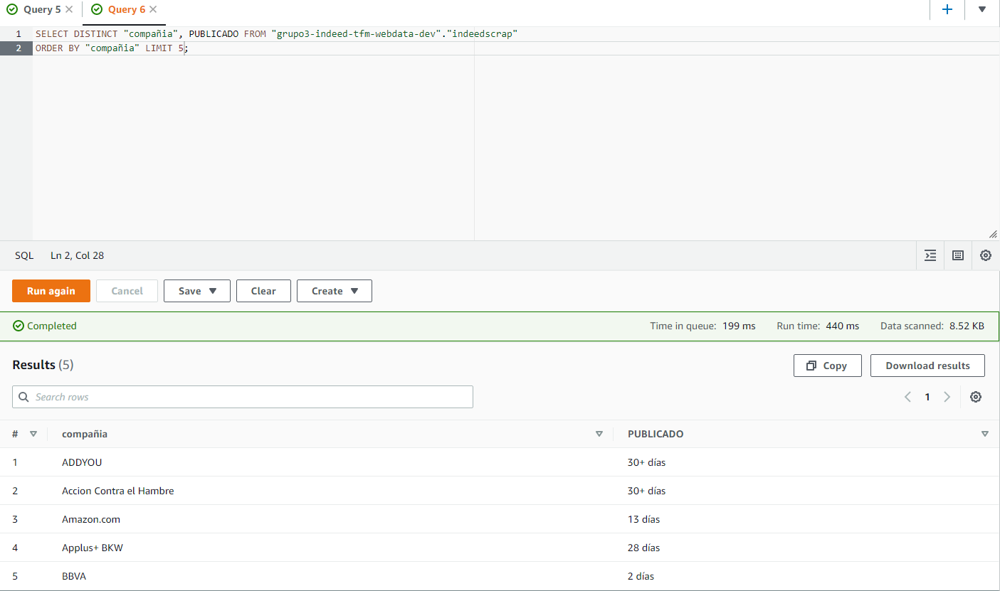 Query 5
Query 6
1 SELECT DISTINCT "compañia", PUBLICADO FROM "grupo3-indeed-tfm-webdata-dev"."indeedscrap"
2 ORDER BY "compañia" LIMIT 5;
SQL Ln 2, Col 28
Run again Cancel Save Clear Create
Completed Time in queue: 199 ms Run time: 440 ms Data scanned: 8.52 KB
Results (5) Copy Download results
Search rows 1
# compañia PUBLICADO
1 ADDYOU 30+ días
2 Accion Contra el Hambre 30+ días
3 Amazon.com 13 días
4 Applus+ BKW 28 días
5 BBVA 2 días